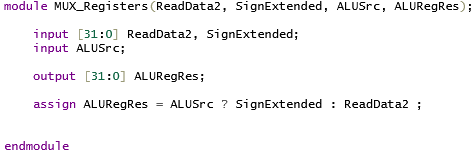 module MUX_Registers(ReadData2, SignExtended, ALUSrc, ALURegRes);
input [31:0] ReadData2, SignExtended;
input ALUSrc;
output [31:0] ALURegRes;
assign ALURegRes = ALUSrc ? SignExtended : ReadData2 ;
endmodule